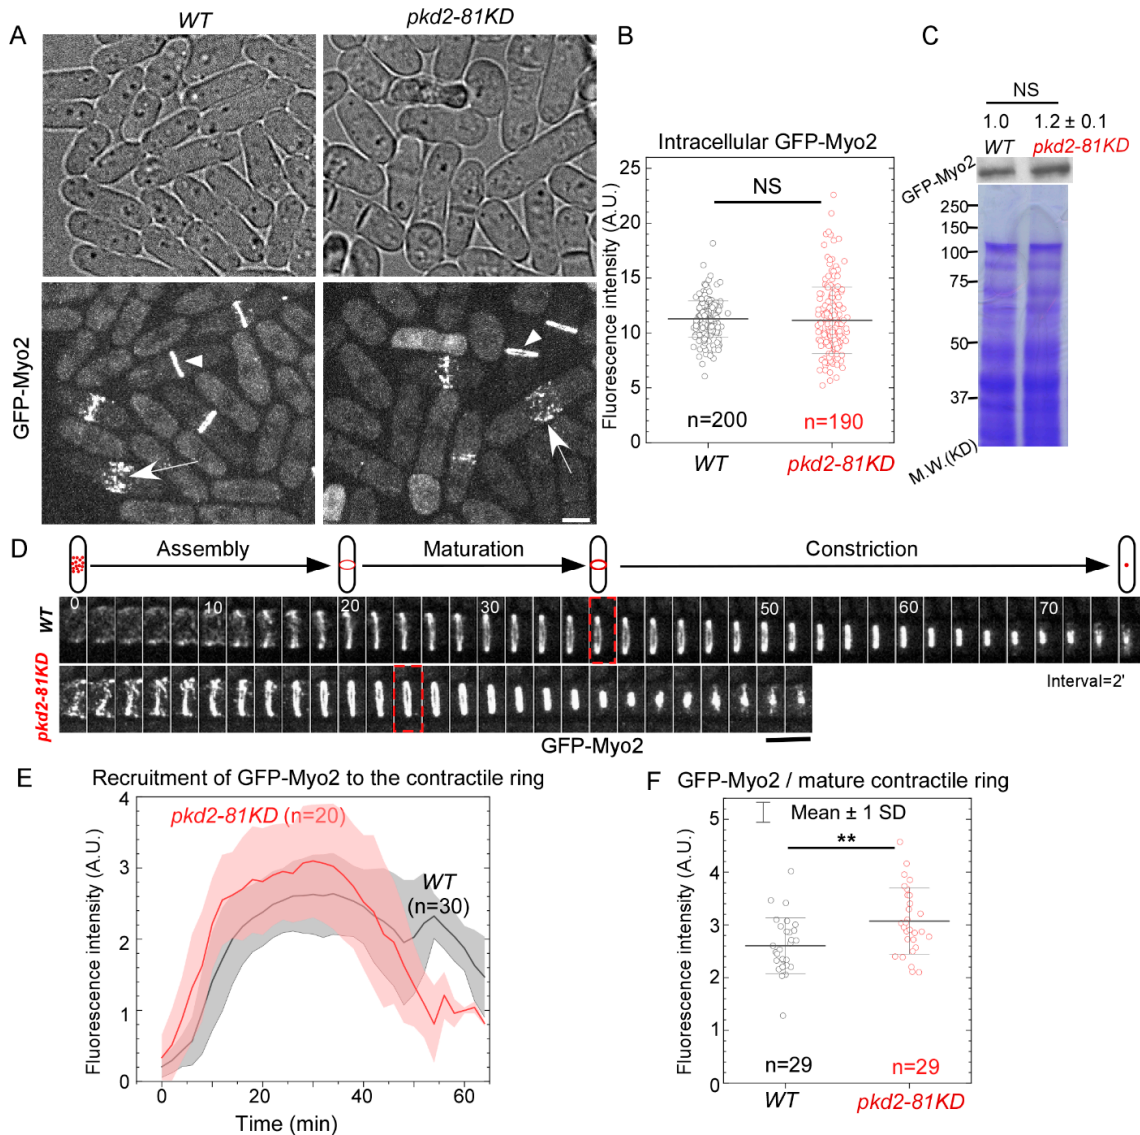 A
WT
pkd2-81KD
GFP-Myo2
B
Intracellular GFP-Myo2
Fluorescence intensity (A.U.)
25
20
15
10
5
0
NS
n=200
n=190
WT
pkd2-81KD
C
NS
1.0
1.2 ± 0.1
WT
pkd2-81KD
GFP-Myo2
250
150
100
75
50
37
M.W.(KD)
D
Assembly
Maturation
Constriction
WT
0
10
20
30
50
60
70
pkd2-81KD
Interval=2'
GFP-Myo2
E
Recruitment of GFP-Myo2 to the contractile ring
Fluorescence intensity (A.U.)
4
3
2
1
0
pkd2-81KD (n=20)
WT
(n=30)
0
20
40
60
Time (min)
F
GFP-Myo2 / mature contractile ring
Fluorescence intensity (A.U.)
5
4
3
2
1
0
Mean ± 1 SD
**
n=29
n=29
WT
pkd2-81KD